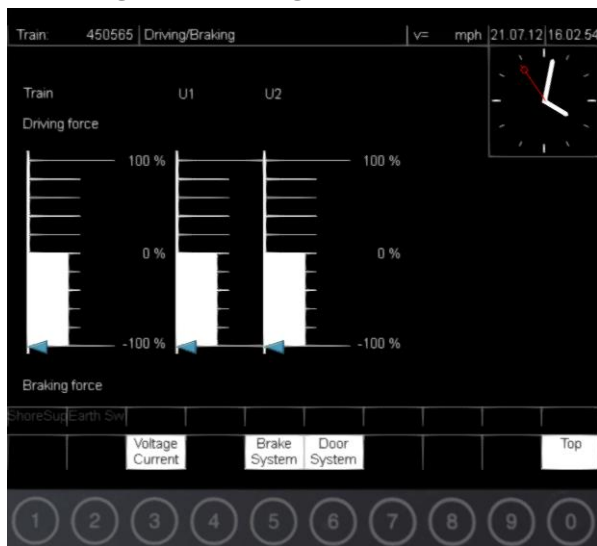 Train: 450565 Driving/Braking v= mph 21.07.12 16.02.54
Train U1 U2
Driving force
100 % 100 %
0 % 0 %
-100 % -100 %
Braking force
ShoreSup Earth Sw
Voltage Current Brake System Door System Top
1 2 3 4 5 6 7 8 9 0